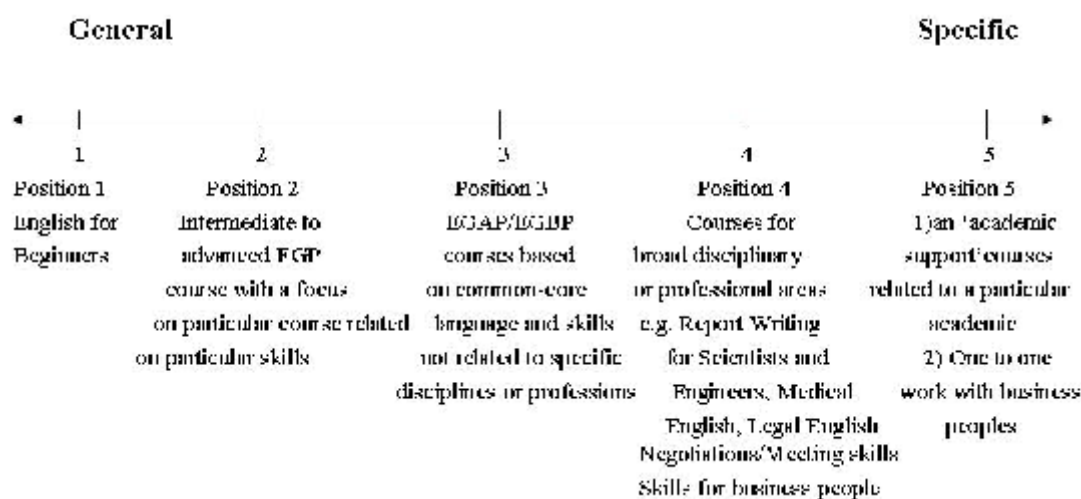 General Specific
1 2 3 4 5
Position 1
English for
Beginners
Position 2
Intermediate to
advanced EGP
course with a focus
on particular course related
on particular skills
Position 3
EGAP/EGBP
courses based
on common-core
language and skills
not related to specific
disciplines or professions
Position 4
Courses for
broad disciplinary
or professional areas
e.g. Report Writing
for Scientists and
Engineers, Medical
English, Legal English
Negotiations/Meeting skills
Skills for business people
Position 5
1)an 'academic
support'courses
related to a particular
academic
2) One to one
work with business
peoples